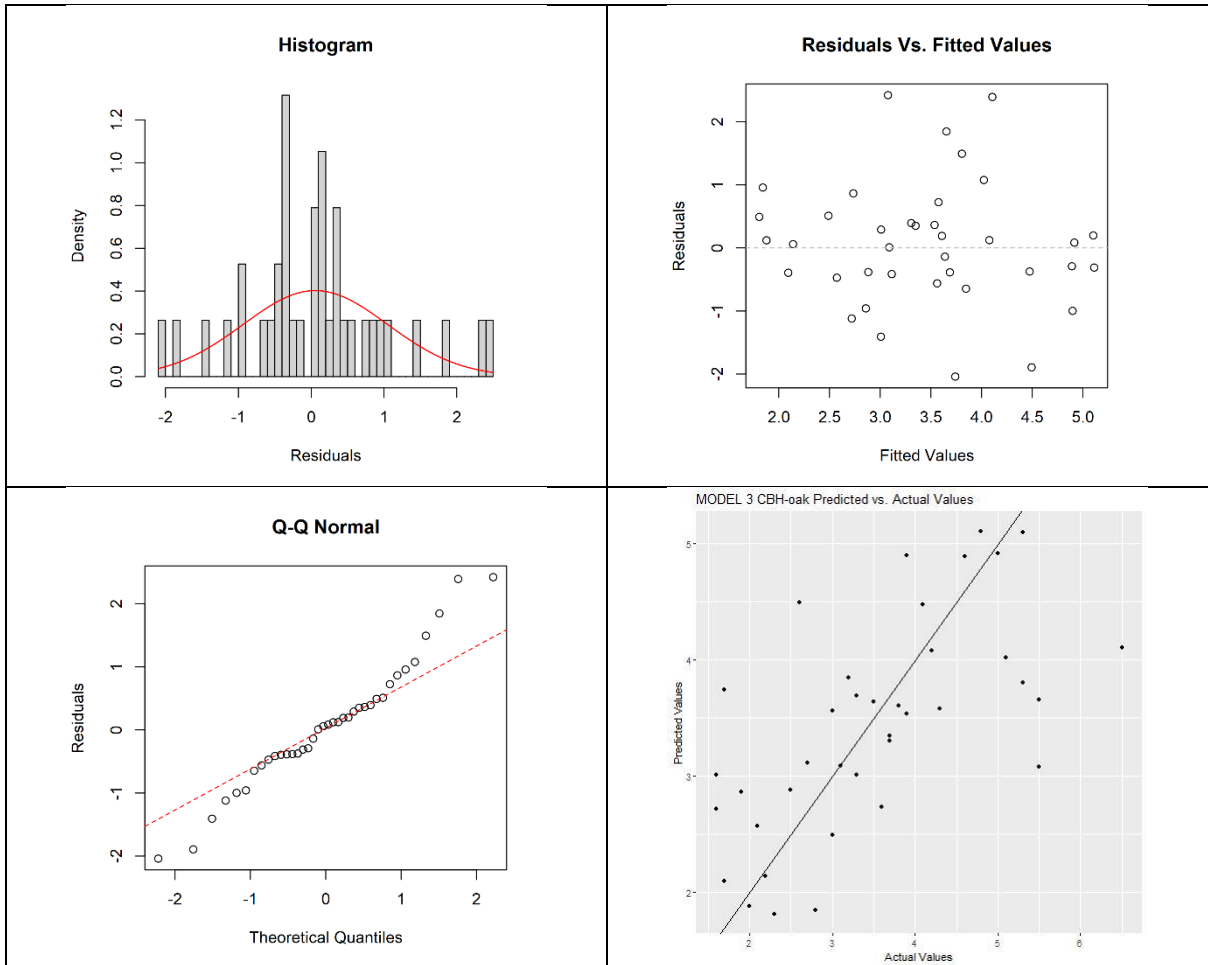 Histogram
Density
0.0 0.2 0.4 0.6 0.8 1.0 1.2
-2 -1 0 1 2
Residuals
Residuals Vs. Fitted Values
Residuals
-2 -1 0 1 2
2.0 2.5 3.0 3.5 4.0 4.5 5.0
Fitted Values
Q-Q Normal
Residuals
-2 -1 0 1 2
-2 -1 0 1 2
Theoretical Quantiles
MODEL 3 CBH-oak Predicted vs. Actual Values
Predicted Values
5
4
3
2
2 3 4 5 6
Actual Values